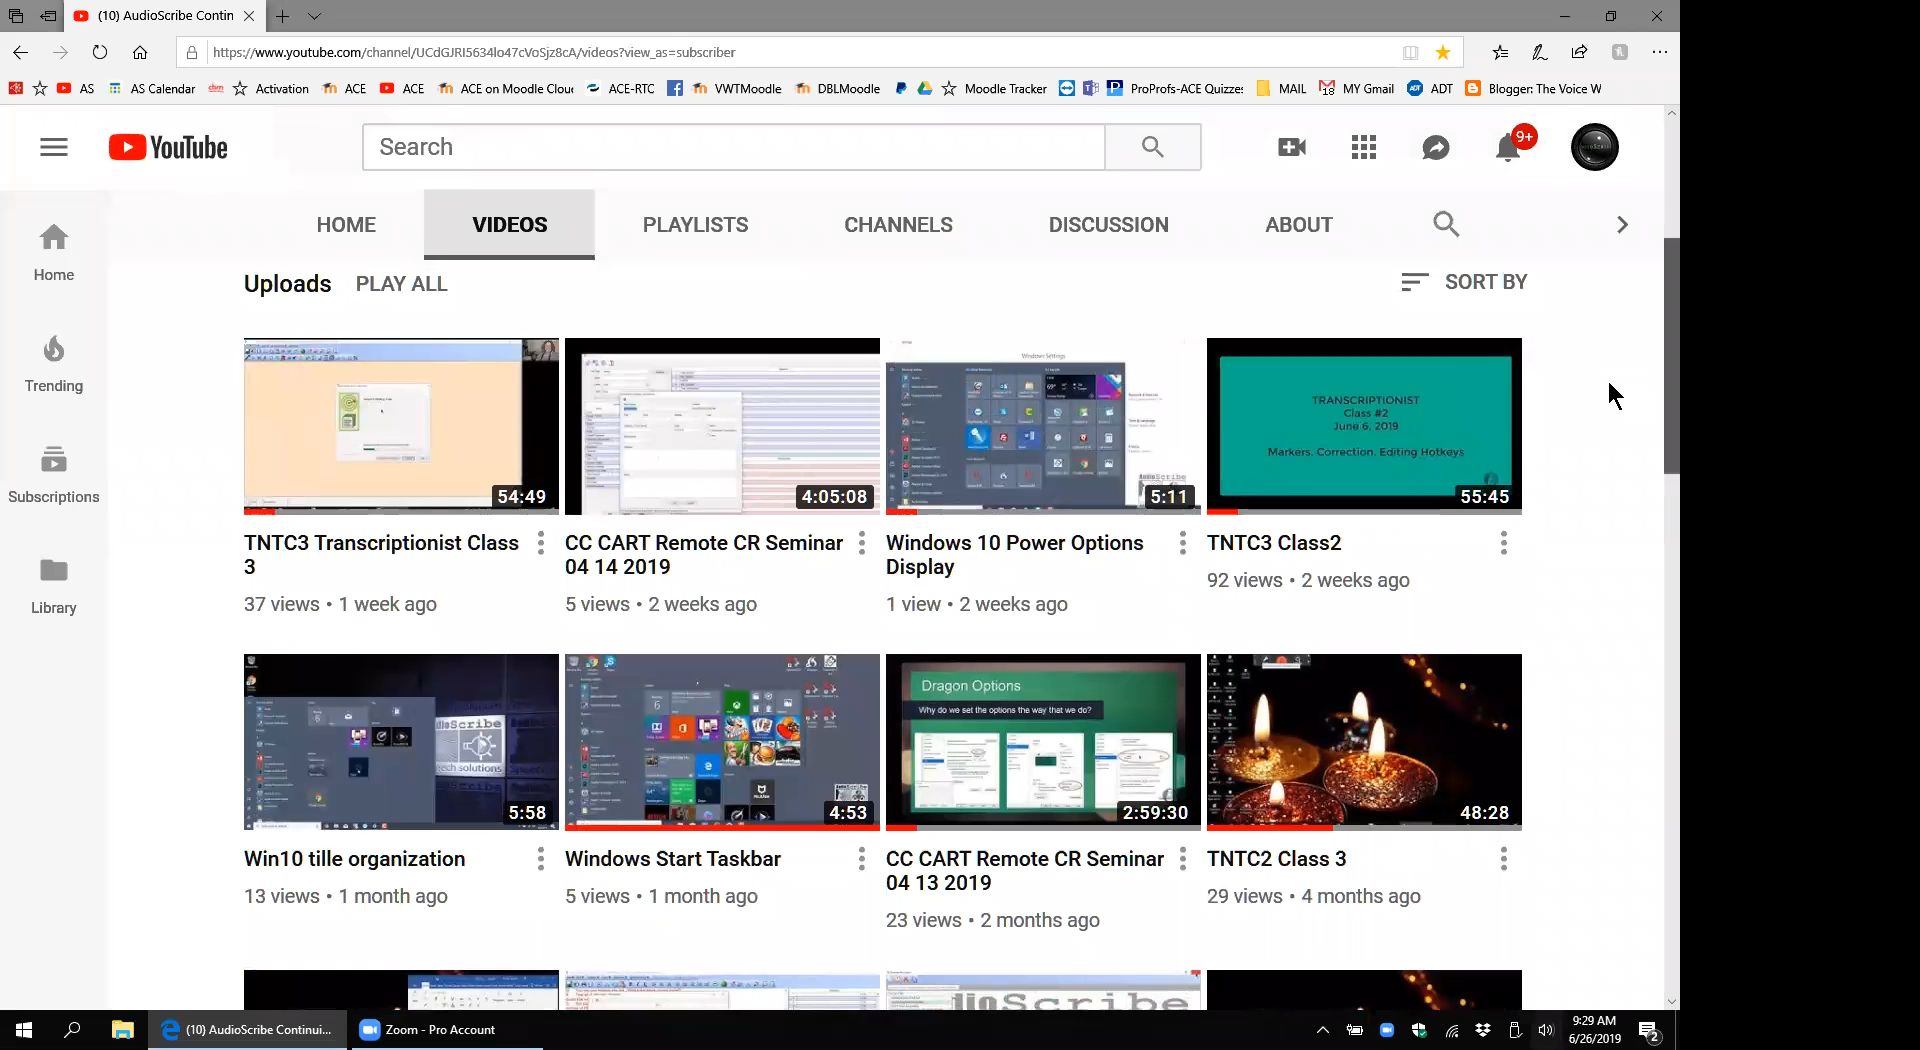 (10) AudioScribe Contin
https://www.youtube.com/channel/UCdGJRI5634lo47cVoSjz8cA/videos?view_as=subscriber
AS AS Calendar cbvm Activation ACE ACE ACE on Moodle Clou ACE-RTC VWTMoodle DBLMoodle Moodle Tracker ProProfs-ACE Quizzes MAIL MY Gmail ADT Blogger: The Voice W
YouTube Search 9+
HOME VIDEOS PLAYLISTS CHANNELS DISCUSSION ABOUT
Home
Trending
Subscriptions
Library
Uploads PLAY ALL SORT BY
54:49
4:05:08
Windows Settings
5:11
TRANSCRIPTIONIST
Class #2
June 6, 2019
Markers, Correction, Editing Hotkeys
55:45
TNTC3 Transcriptionist Class
3
37 views • 1 week ago
CC CART Remote CR Seminar
04 14 2019
5 views • 2 weeks ago
Windows 10 Power Options
Display
1 view • 2 weeks ago
TNTC3 Class2
92 views • 2 weeks ago
5:58
4:53
Dragon Options
Why do we set the options the way that we do?
2:59:30
48:28
Win10 tille organization
13 views • 1 month ago
Windows Start Taskbar
5 views • 1 month ago
CC CART Remote CR Seminar
04 13 2019
23 views • 2 months ago
TNTC2 Class 3
29 views • 4 months ago
(10) AudioScribe Continui...
Zoom - Pro Account
9:29 AM
6/26/2019
2